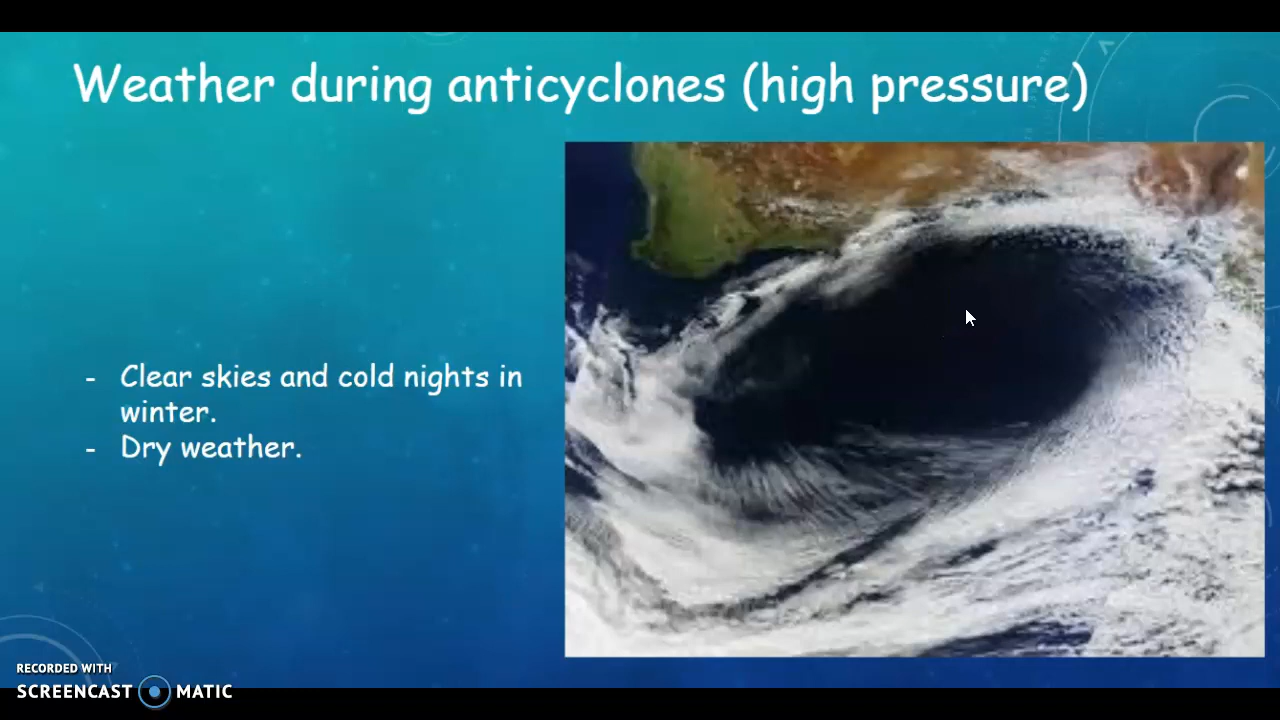 Weather during anticyclones (high pressure)
- Clear skies and cold nights in
winter.
- Dry weather.
RECORDED WITH
SCREENCAST MATIC